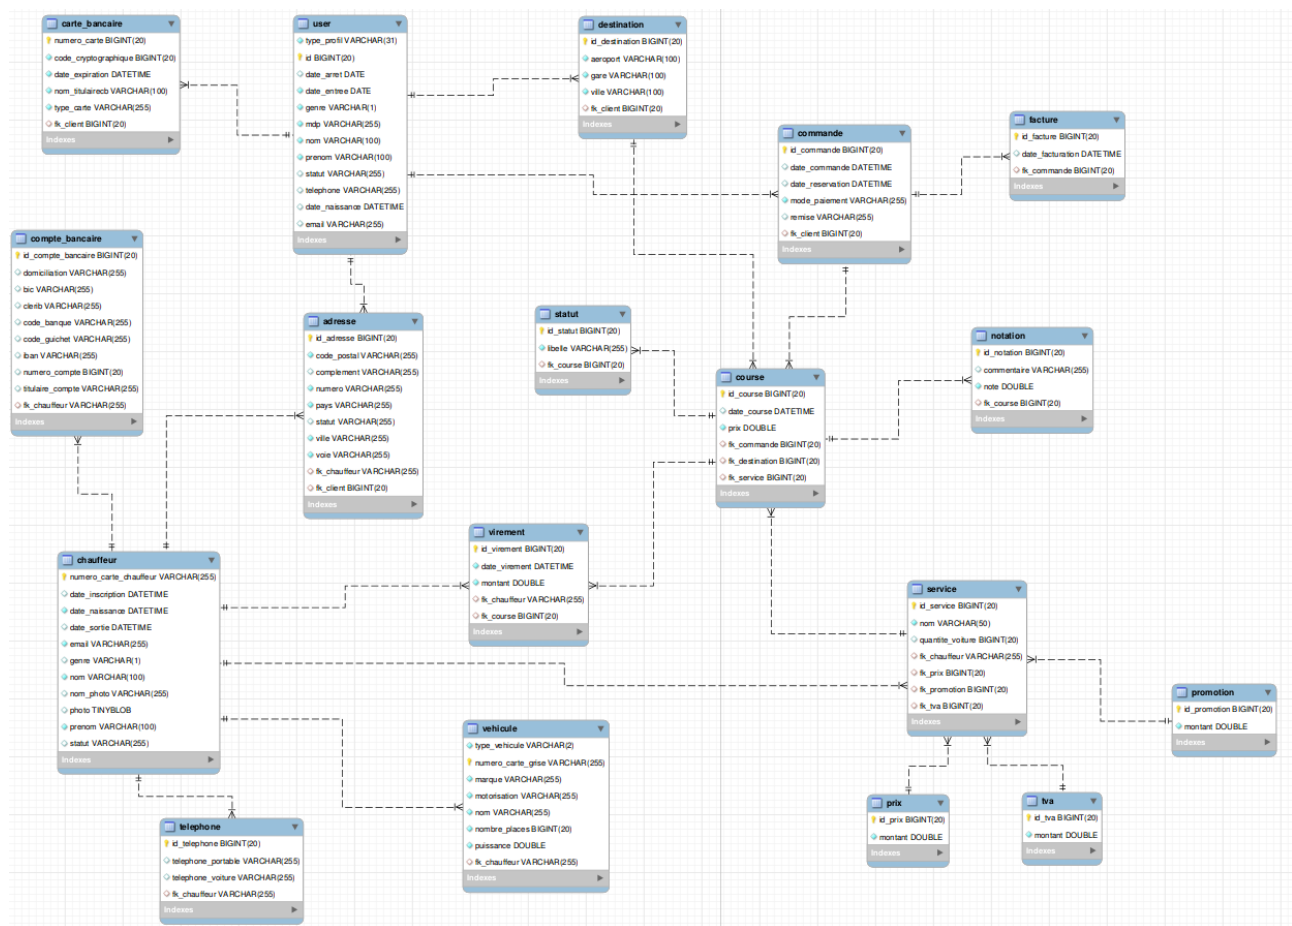 carte_bancaire
numero_carte BIGINT(20)
code_cryptographique BIGINT(20)
date_expiration DATETIME
nom_titulairecb VARCHAR(100)
type_carte VARCHAR(255)
fk_client BIGINT(20)
Indexes
user
type_profil VARCHAR(31)
id BIGINT(20)
date_arret DATE
date_entree DATE
genre VARCHAR(1)
mdp VARCHAR(255)
nom VARCHAR(100)
prenom VARCHAR(100)
statut VARCHAR(255)
telephone VARCHAR(255)
date_naissance DATETIME
email VARCHAR(255)
Indexes
destination
id_destination BIGINT(20)
aeroport VARCHAR(100)
gare VARCHAR(100)
ville VARCHAR(100)
fk_client BIGINT(20)
Indexes
commande
id_commande BIGINT(20)
date_commande DATETIME
date_reservation DATETIME
mode_paiement VARCHAR(255)
remise VARCHAR(255)
fk_client BIGINT(20)
Indexes
facture
id_facture BIGINT(20)
date_facturation DATETIME
fk_commande BIGINT(20)
Indexes
compte_bancaire
id_compte_bancaire BIGINT(20)
domiciliation VARCHAR(255)
bic VARCHAR(255)
clerib VARCHAR(255)
code_banque VARCHAR(255)
code_guichet VARCHAR(255)
iban VARCHAR(255)
numero_compte BIGINT(20)
titulaire_compte VARCHAR(255)
fk_chauffeur VARCHAR(255)
Indexes
adresse
id_adresse BIGINT(20)
code_postal VARCHAR(255)
complement VARCHAR(255)
numero VARCHAR(255)
pays VARCHAR(255)
statut VARCHAR(255)
ville VARCHAR(255)
voie VARCHAR(255)
fk_chauffeur VARCHAR(255)
fk_client BIGINT(20)
Indexes
statut
id_statut BIGINT(20)
libelle VARCHAR(255)
fk_course BIGINT(20)
Indexes
course
id_course BIGINT(20)
date_course DATETIME
prix DOUBLE
fk_commande BIGINT(20)
fk_destination BIGINT(20)
fk_service BIGINT(20)
Indexes
notation
id_notation BIGINT(20)
commentaire VARCHAR(255)
note DOUBLE
fk_course BIGINT(20)
Indexes
chauffeur
numero_carte_chauffeur VARCHAR(255)
date_inscription DATETIME
date_naissance DATETIME
date_sortie DATETIME
email VARCHAR(255)
genre VARCHAR(1)
nom VARCHAR(100)
nom_photo VARCHAR(255)
photo TINYBLOB
prenom VARCHAR(100)
statut VARCHAR(255)
Indexes
virement
id_virement BIGINT(20)
date_virement DATETIME
montant DOUBLE
fk_chauffeur VARCHAR(255)
fk_course BIGINT(20)
Indexes
service
id_service BIGINT(20)
nom VARCHAR(50)
quantite_voiture BIGINT(20)
fk_chauffeur VARCHAR(255)
fk_prix BIGINT(20)
fk_promotion BIGINT(20)
fk_tva BIGINT(20)
Indexes
promotion
id_promotion BIGINT(20)
montant DOUBLE
Indexes
vehicule
type_vehicule VARCHAR(2)
numero_carte_grise VARCHAR(255)
marque VARCHAR(255)
motorisation VARCHAR(255)
nom VARCHAR(255)
nombre_places BIGINT(20)
puissance DOUBLE
fk_chauffeur VARCHAR(255)
Indexes
prix
id_prix BIGINT(20)
montant DOUBLE
Indexes
tva
id_tva BIGINT(20)
montant DOUBLE
Indexes
telephone
id_telephone BIGINT(20)
telephone_portable VARCHAR(255)
telephone_voiture VARCHAR(255)
fk_chauffeur VARCHAR(255)
Indexes